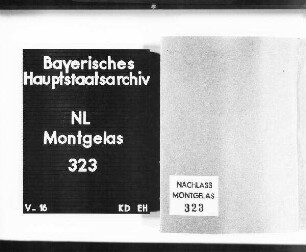 Bayerisches
Hauptstaatsarchiv
NL
Montgelas
323
V- 16 KD EH
NACHLASS
MONTGELAS
323